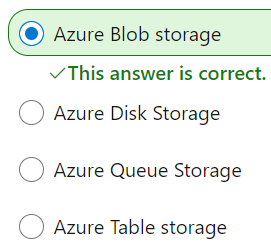 Azure Blob storage
This answer is correct.
Azure Disk Storage
Azure Queue Storage
Azure Table storage